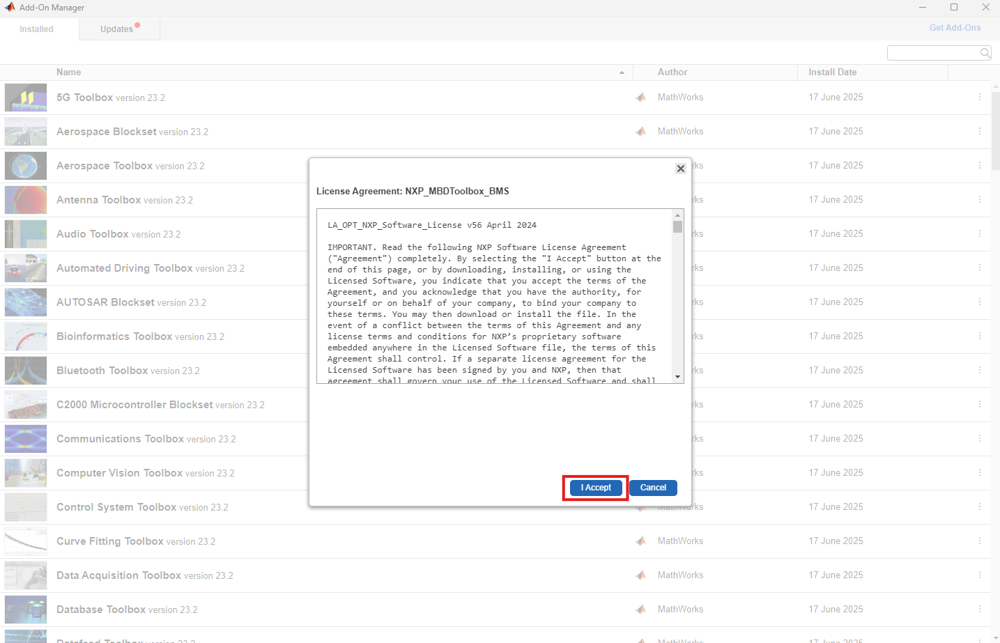 Add-On Manager
Installed
Updates
Get Add-Ons
Name
Author
Install Date
5G Toolbox version 23.2
MathWorks
17 June 2025
Aerospace Blockset version 23.2
MathWorks
17 June 2025
Aerospace Toolbox version 23.2
rks
17 June 2025
Antenna Toolbox version 23.2
rks
17 June 2025
Audio Toolbox version 23.2
rks
17 June 2025
Automated Driving Toolbox version 23.2
rks
17 June 2025
AUTOSAR Blockset version 23.2
rks
17 June 2025
Bioinformatics Toolbox version 23.2
rks
17 June 2025
Bluetooth Toolbox version 23.2
rks
17 June 2025
C2000 Microcontroller Blockset version 23.2
rks
17 June 2025
Communications Toolbox version 23.2
rks
17 June 2025
Computer Vision Toolbox version 23.2
rks
17 June 2025
Control System Toolbox version 23.2
MathWorks
17 June 2025
Curve Fitting Toolbox version 23.2
MathWorks
17 June 2025
Data Acquisition Toolbox version 23.2
MathWorks
17 June 2025
Database Toolbox version 23.2
MathWorks
17 June 2025
Datafeed Toolbox version 23.2
MathWorks
17 June 2025
License Agreement: NXP_MBDToolbox_BMS
LA_OPT_NXP_Software_License v56 April 2024
IMPORTANT. Read the following NXP Software License Agreement
("Agreement") completely. By selecting the "I Accept" button at the
end of this page, or by downloading, installing, or using the
Licensed Software, you indicate that you accept the terms of the
Agreement, and you acknowledge that you have the authority, for
yourself or on behalf of your company, to bind your company to
these terms. You may then download or install the file. In the
event of a conflict between the terms of this Agreement and any
license terms and conditions for NXP’s proprietary software
embedded anywhere in the Licensed Software file, the terms of this
Agreement shall control. If a separate license agreement for the
Licensed Software has been signed by you and NXP, then that
agreement shall govern your use of the Licensed Software and shall
I Accept
Cancel